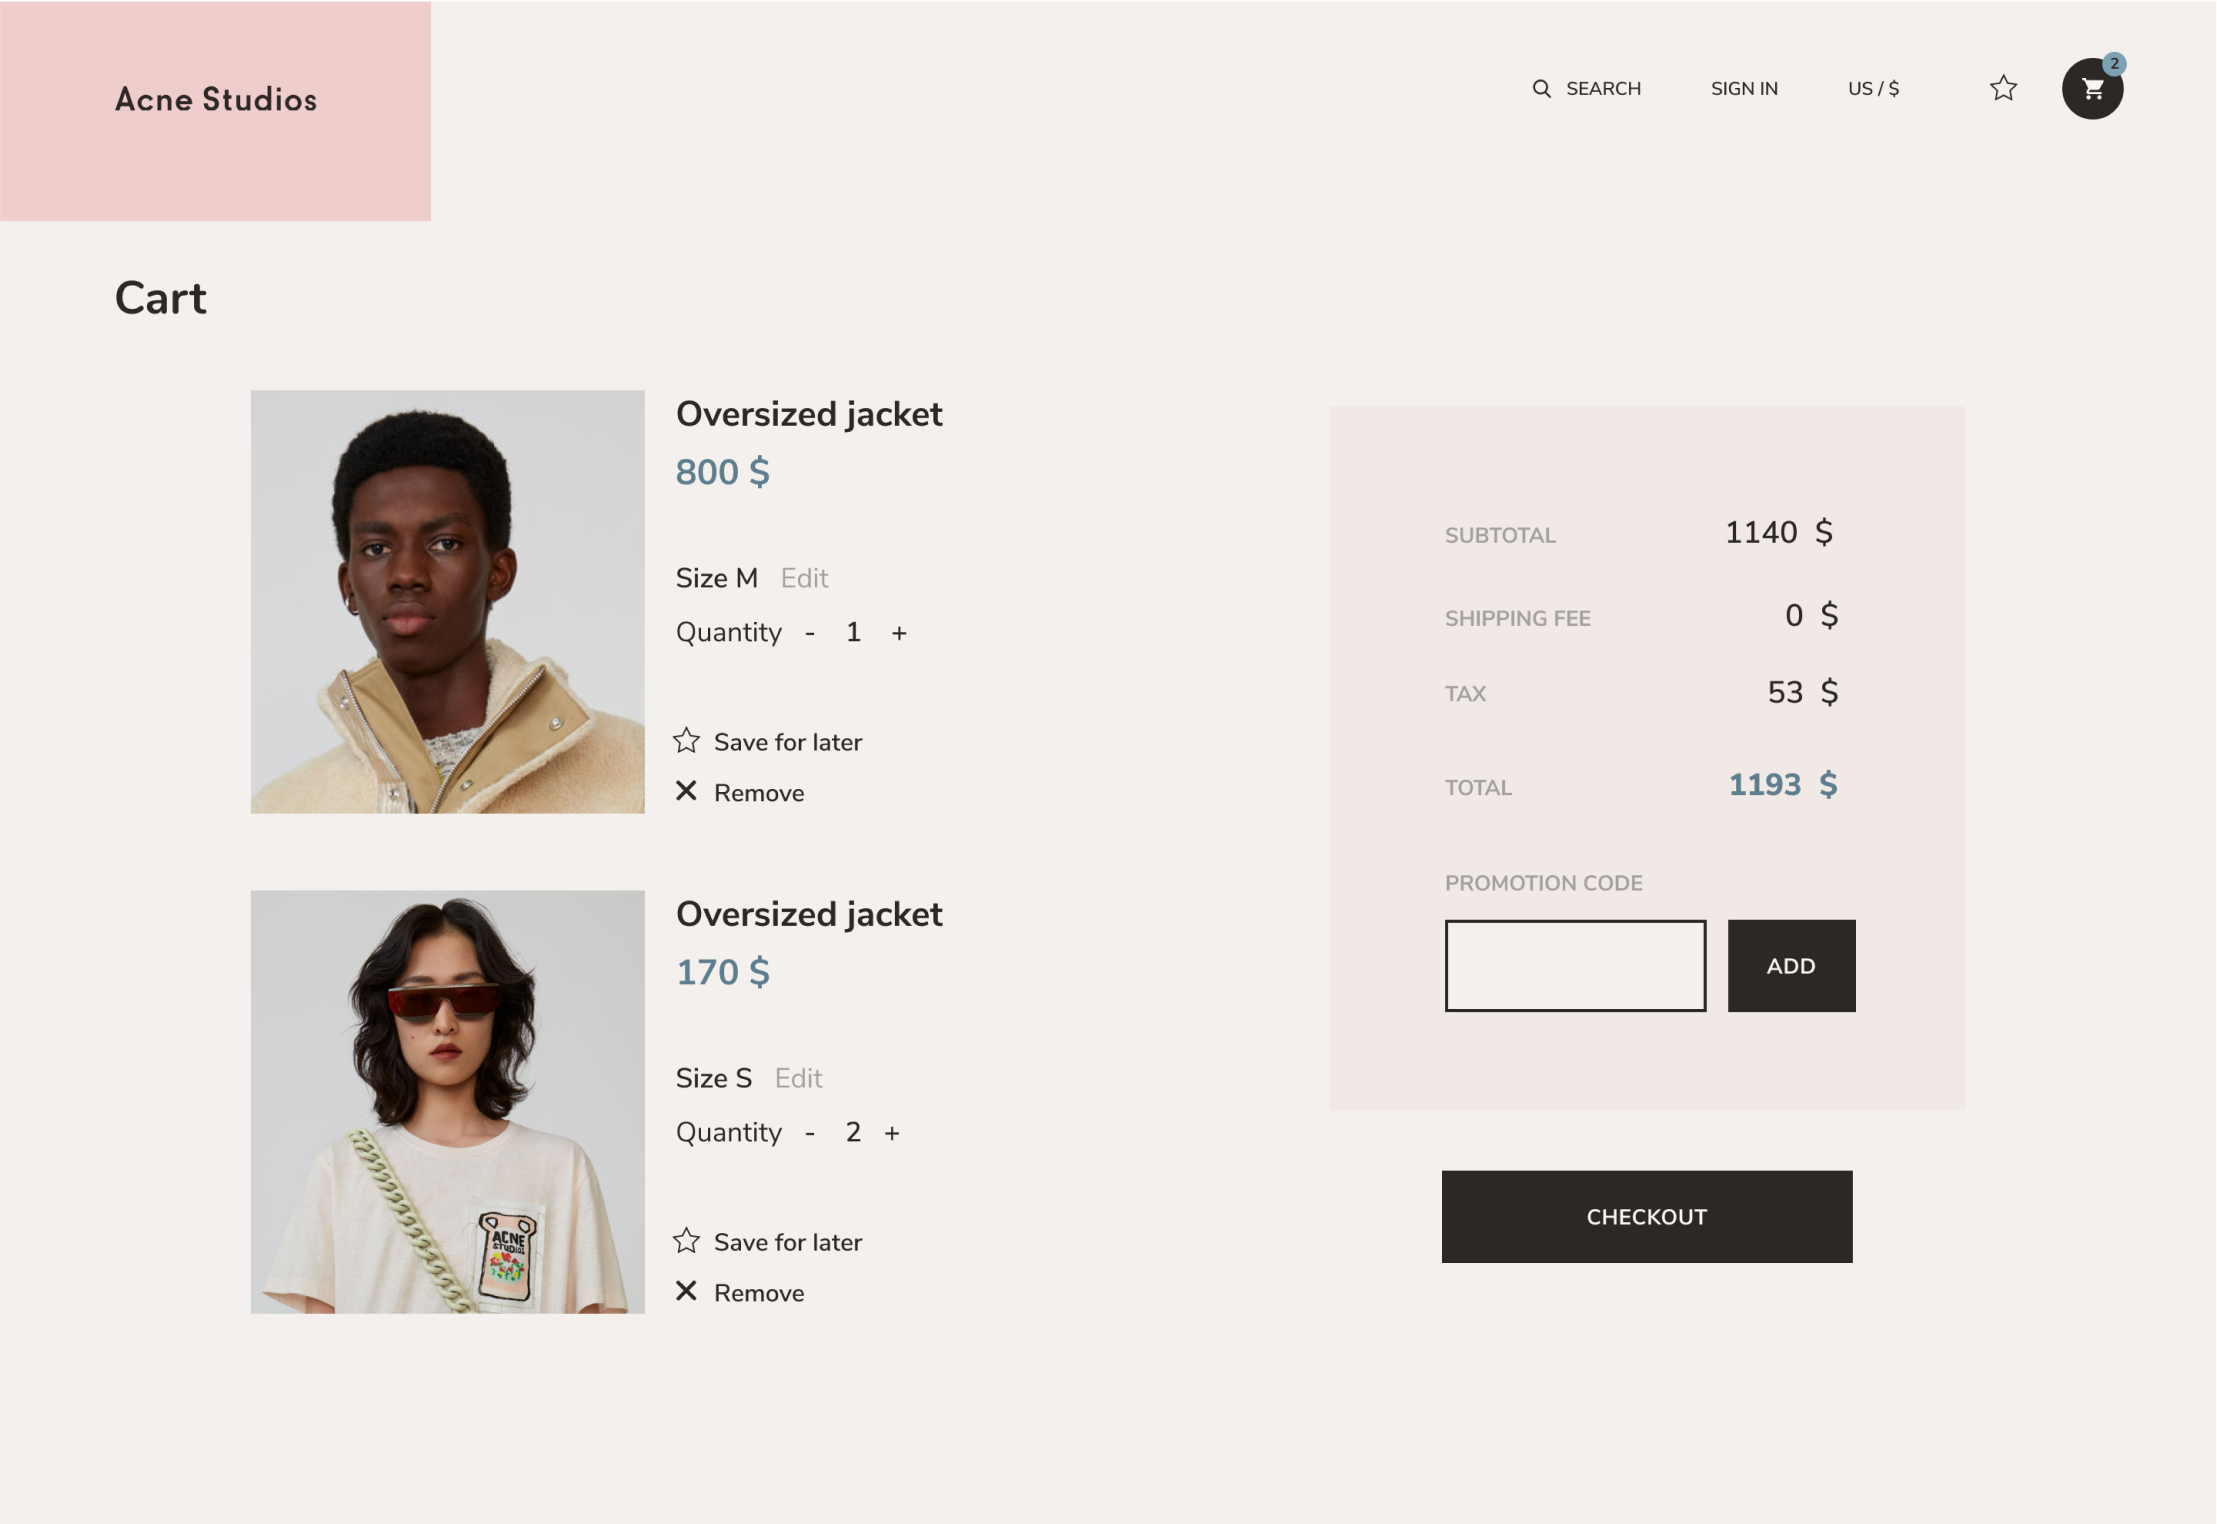 Acne Studios
SEARCH
SIGN IN
US / $
2
Cart
Oversized jacket
800 $
Size M Edit
Quantity - 1 +
Save for later
Remove
Oversized jacket
170 $
Size S Edit
Quantity - 2 +
Save for later
Remove
ACNE
STUDIOS
SUBTOTAL 1140 $
SHIPPING FEE 0 $
TAX 53 $
TOTAL 1193 $
PROMOTION CODE
ADD
CHECKOUT